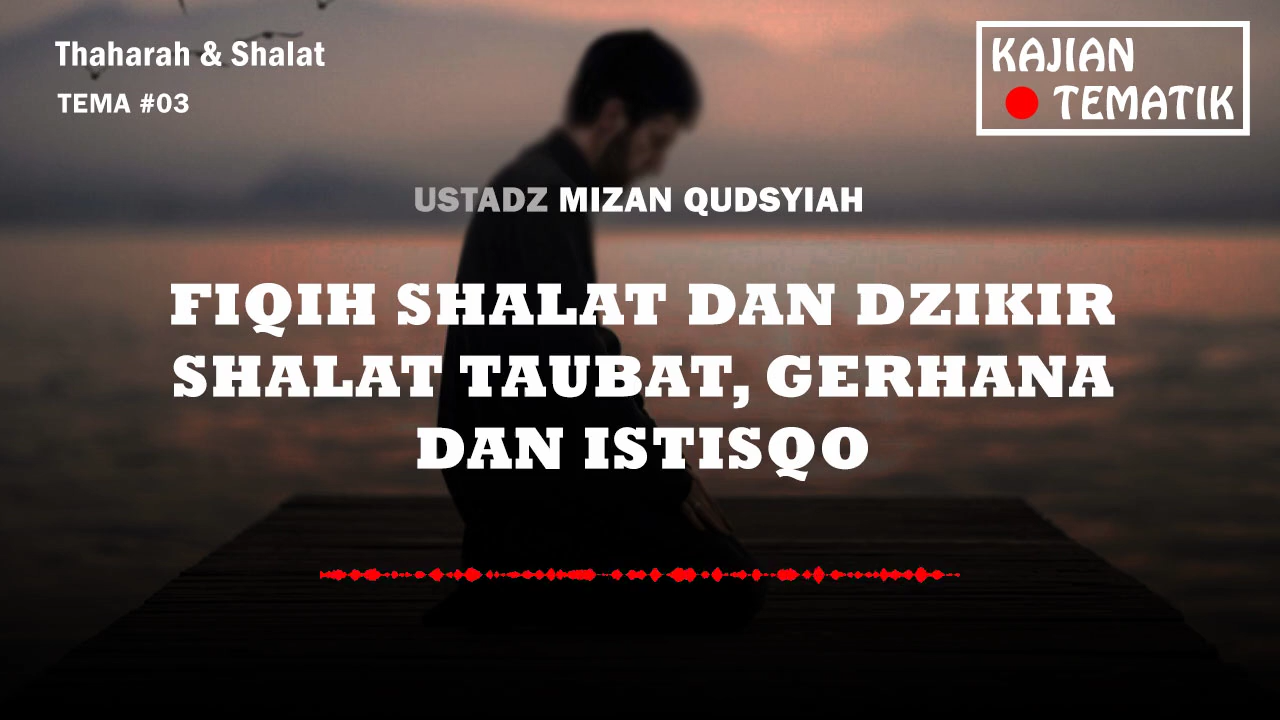 Thaharah & Shalat
TEMA #03
KAJIAN
TEMATIK
USTADZ MIZAN QUDSYIAH
FIQIH SHALAT DAN DZIKIR
SHALAT TAUBAT, GERHANA
DAN ISTISQO